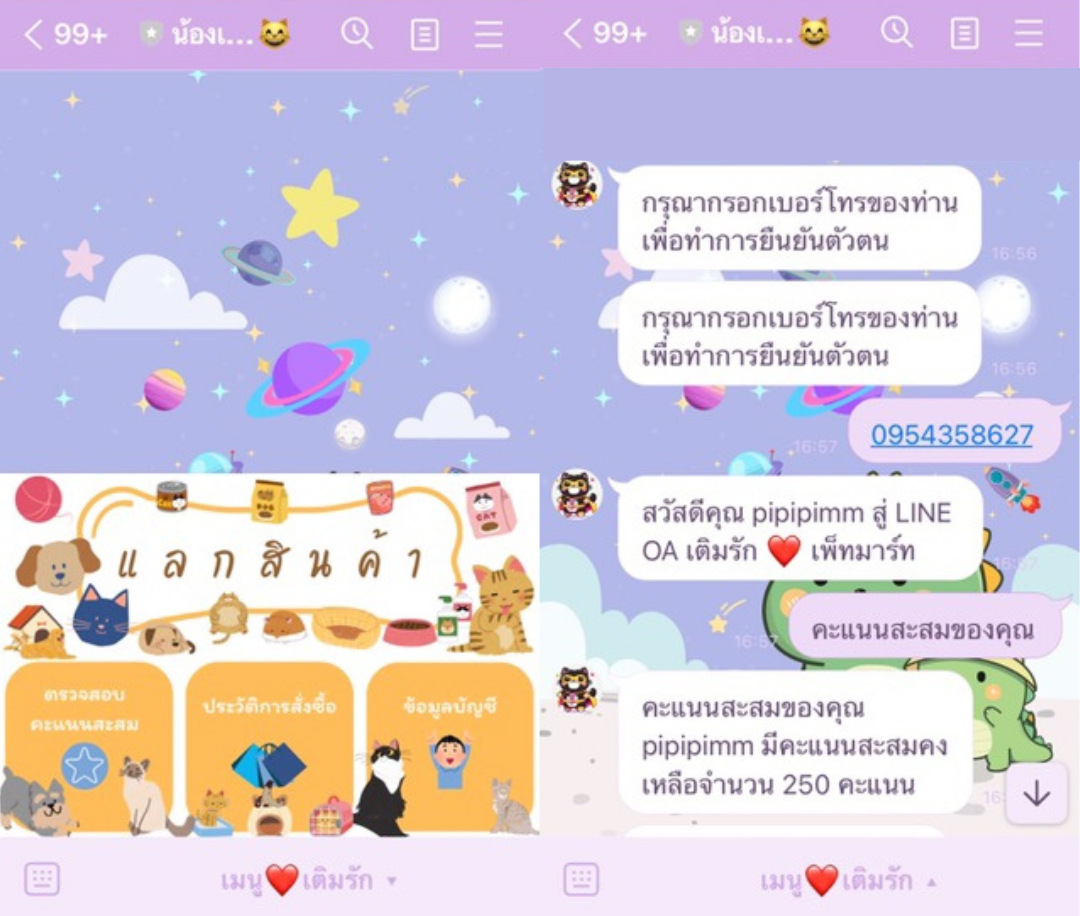 99+
น้องเ...
แลกสินค้า
DOG
CAT
ตรวจสอบ
คะแนนสะสม
ประวัติการสั่งซื้อ
ข้อมูลบัญชี
เมนู❤️เติมรัก ▼
99+
น้องเ...
กรุณากรอกเบอร์โทรของท่าน
เพื่อทำการยืนยันตัวตน
16:56
กรุณากรอกเบอร์โทรของท่าน
เพื่อทำการยืนยันตัวตน
16:56
16:57
0954358627
สวัสดีคุณ pipipimm สู่ LINE
OA เติมรัก ❤️ เพ็ทมาร์ท
16:57
16:57
คะแนนสะสมของคุณ
คะแนนสะสมของคุณ
pipipimm มีคะแนนสะสมคง
เหลือจำนวน 250 คะแนน
เมนู❤️เติมรัก ▲